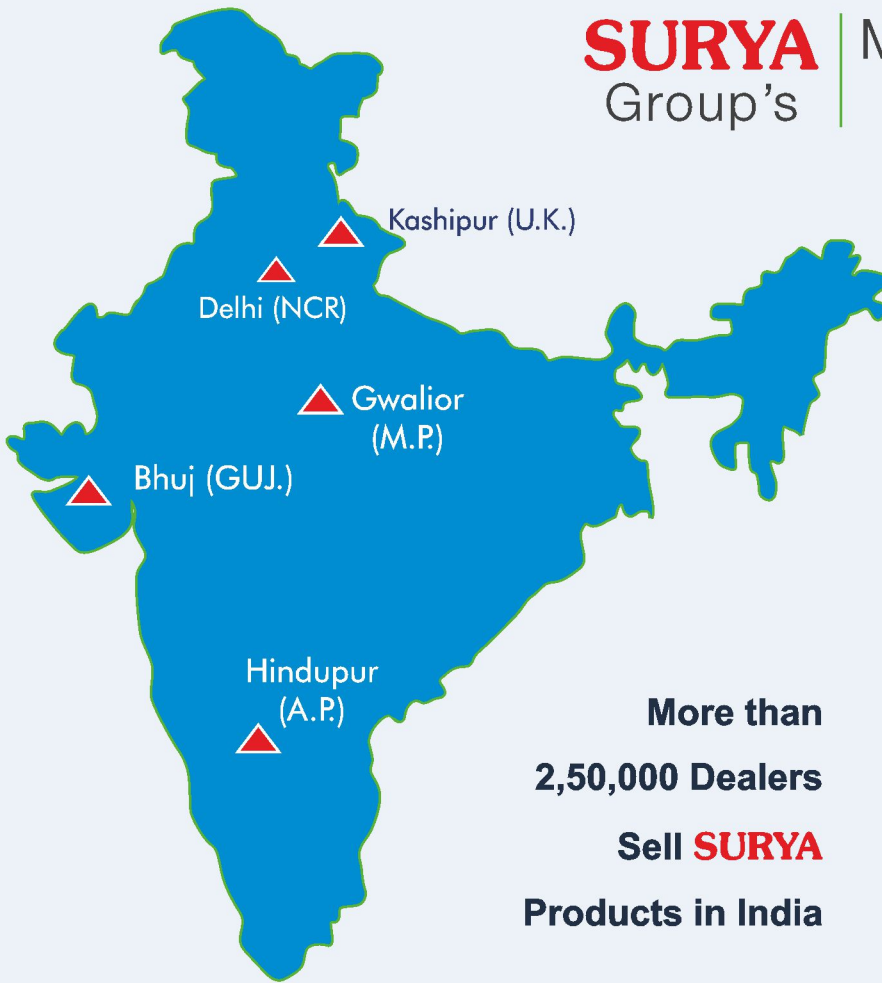 SURYA
Group's
Kashipur (U.K.)
Delhi (NCR)
Gwalior
(M.P.)
Bhuj (GUJ.)
Hindupur
(A.P.)
More than
2,50,000 Dealers
Sell SURYA
Products in India